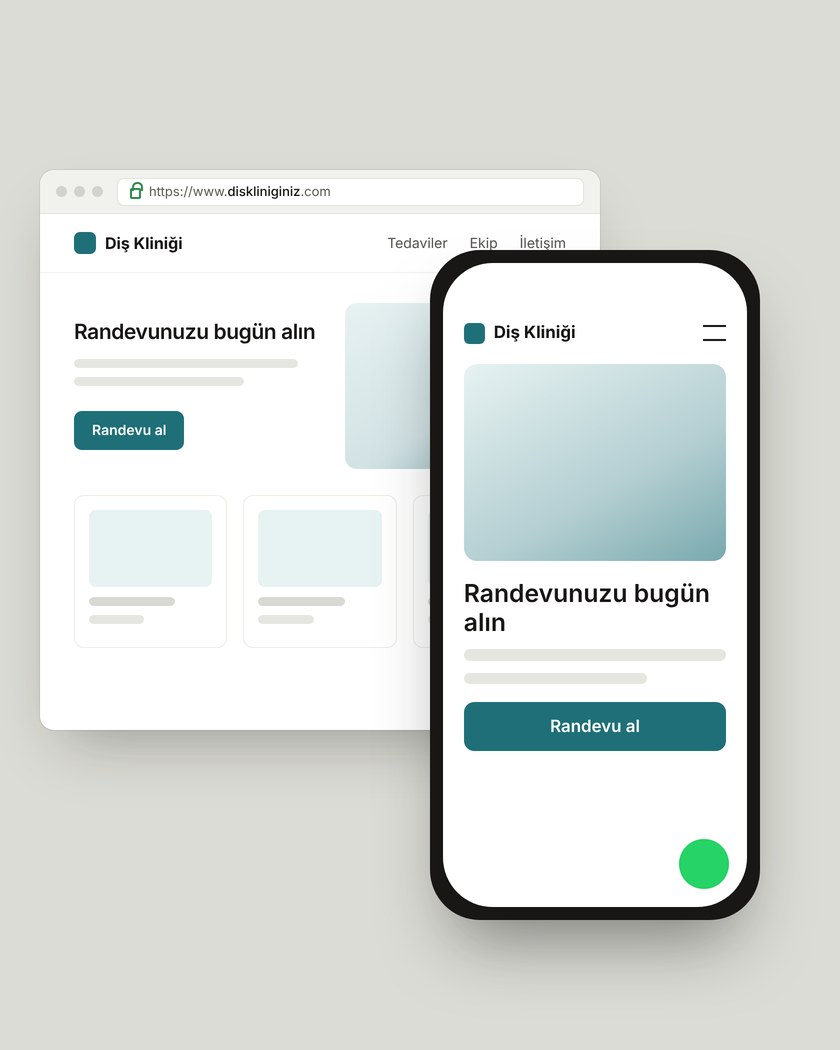 https://www.diskliniginiz.com
Diş Kliniği
Tedaviler
Ekip
İletişim
Randevunuzu bugün alın
Randevu al
Diş Kliniği
Randevunuzu bugün
alın
Randevu al